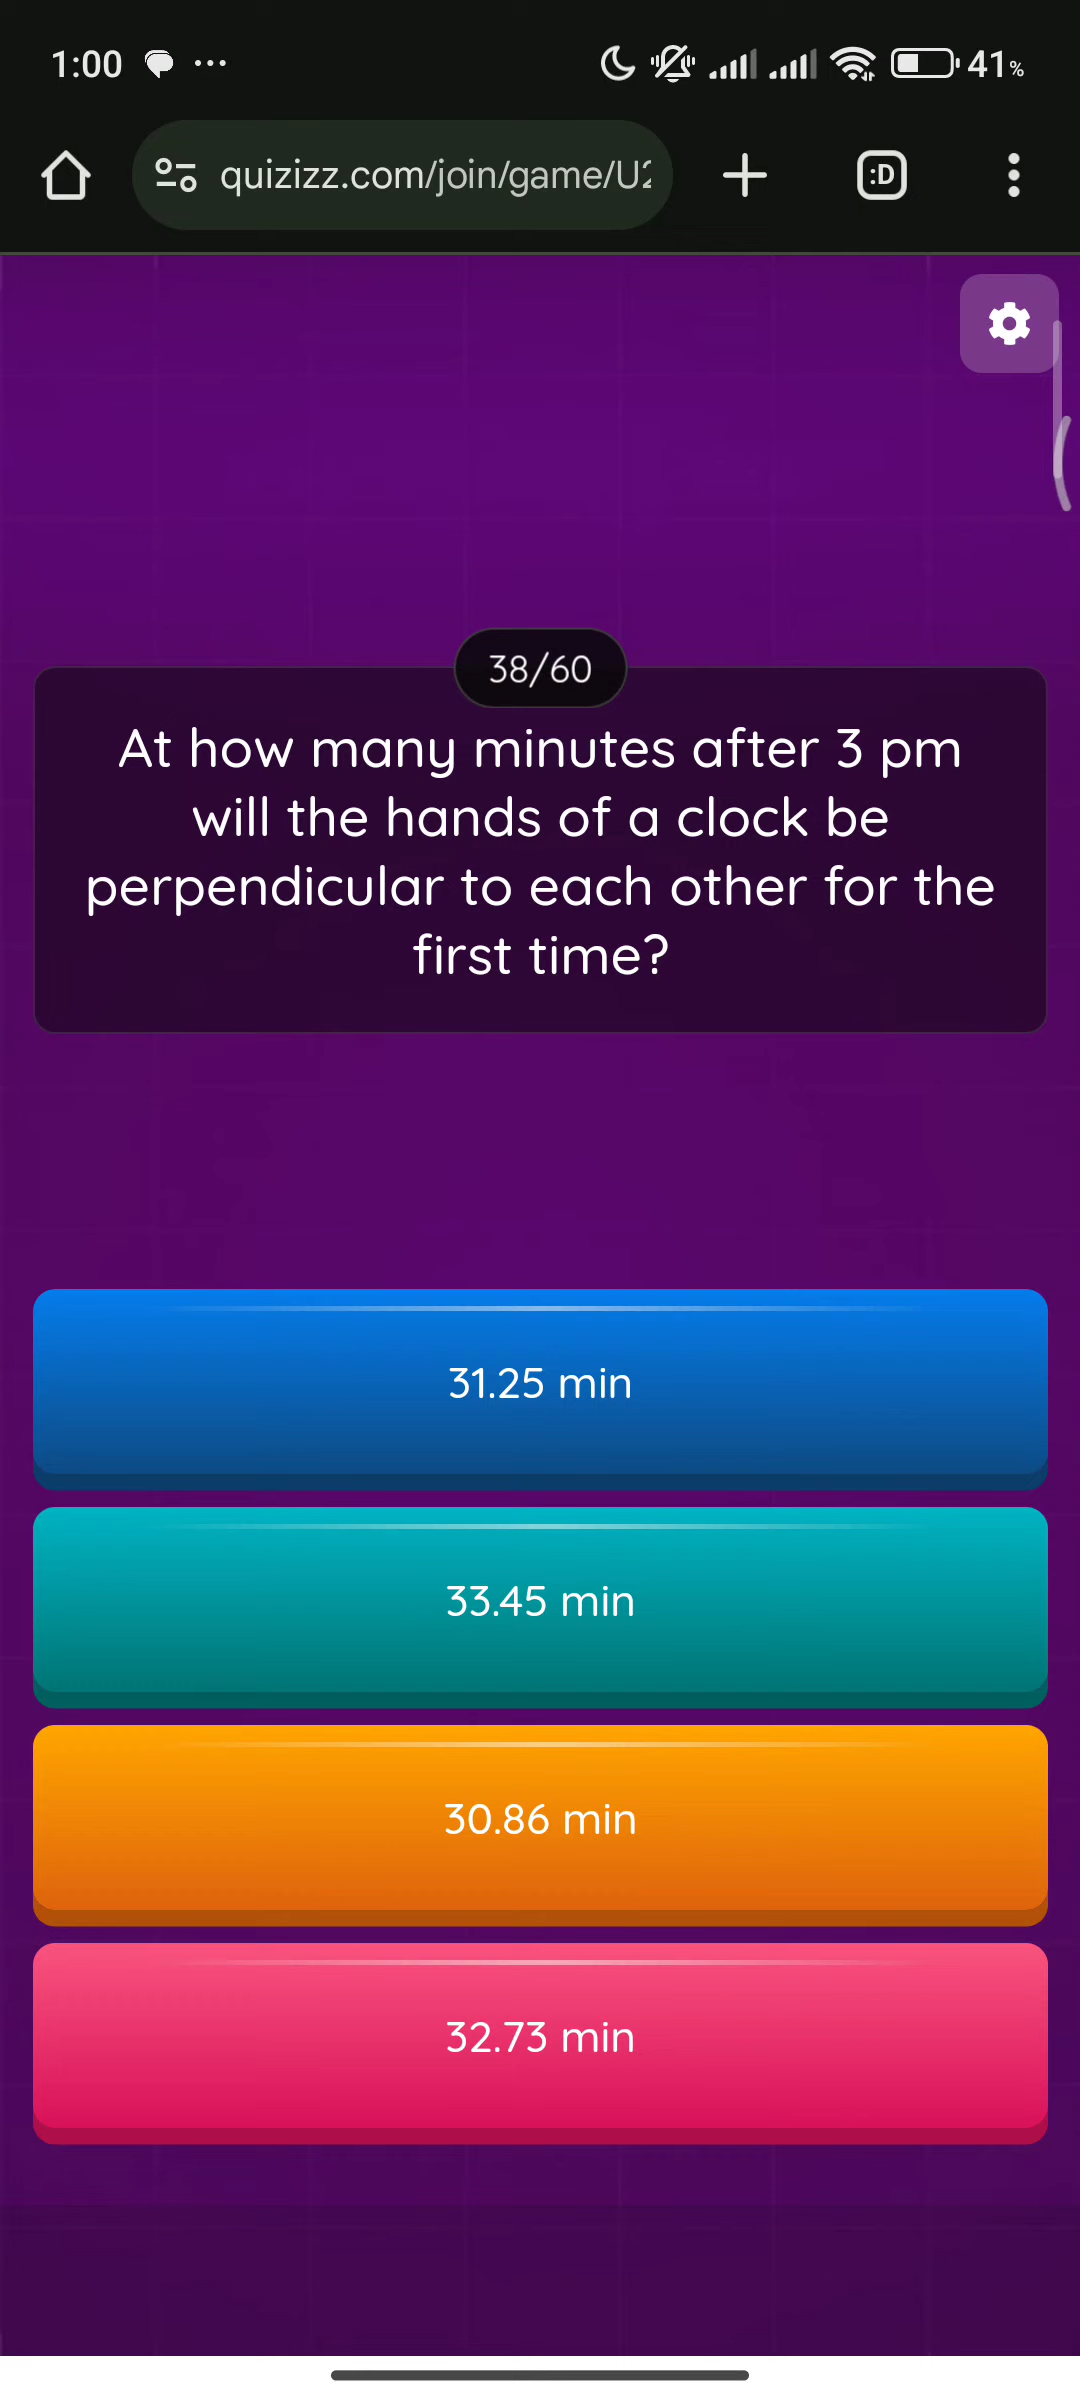 1:00
41%
quizizz.com/join/game/U2
:D
38/60
At how many minutes after 3 pm
will the hands of a clock be
perpendicular to each other for the
first time?
31.25 min
33.45 min
30.86 min
32.73 min